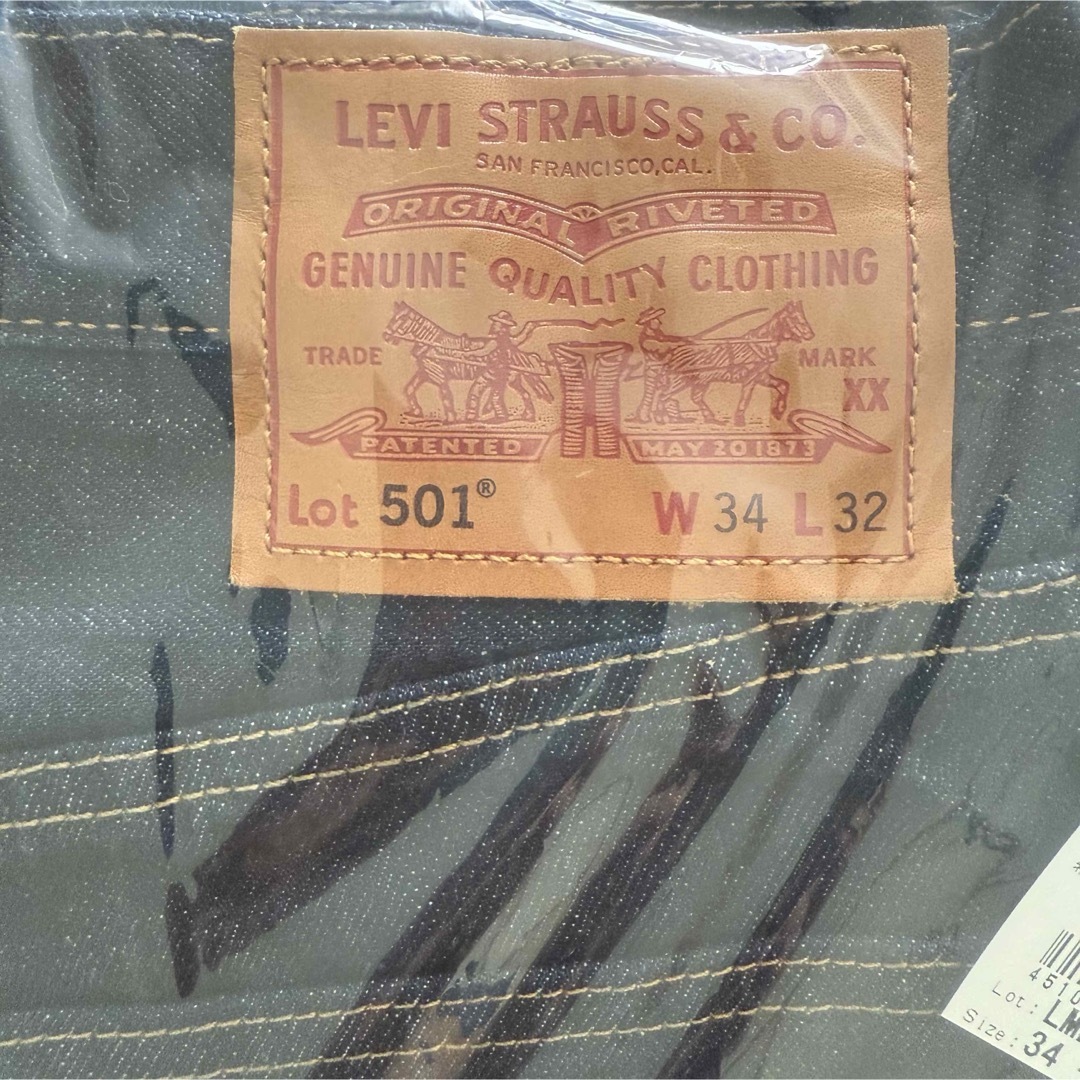 LEVI STRAUSS & CO.
SAN FRANCISCO, CAL.
ORIGINAL RIVETED
GENUINE QUALITY CLOTHING
TRADE MARK
XX
PATENTED MAY 20 1873
Lot 501® W 34 L 32
4510
Lot:
Size: 34